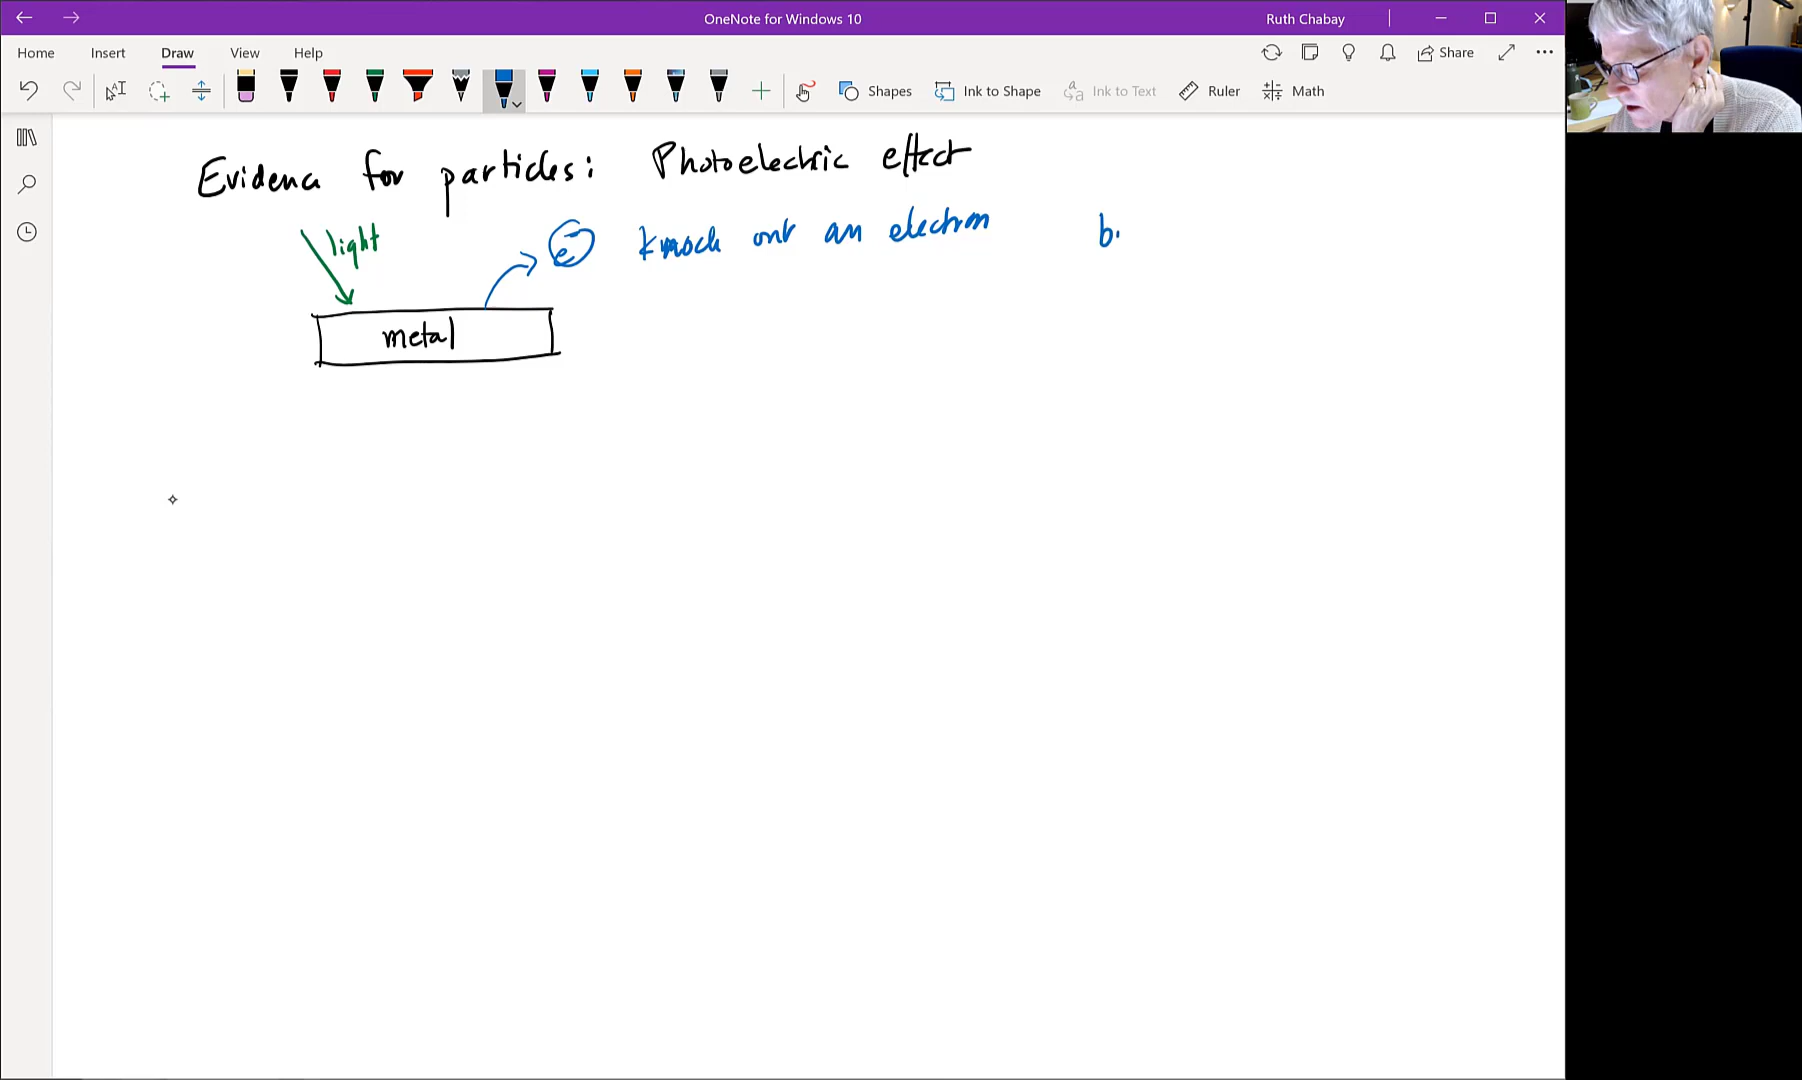 OneNote for Windows 10
Ruth Chabay
Home Insert Draw View Help
Share
Shapes Ink to Shape Ink to Text Ruler Math
Evidence for particles: Photoelectric effect
light
e⁻ knock out an electron b.
metal